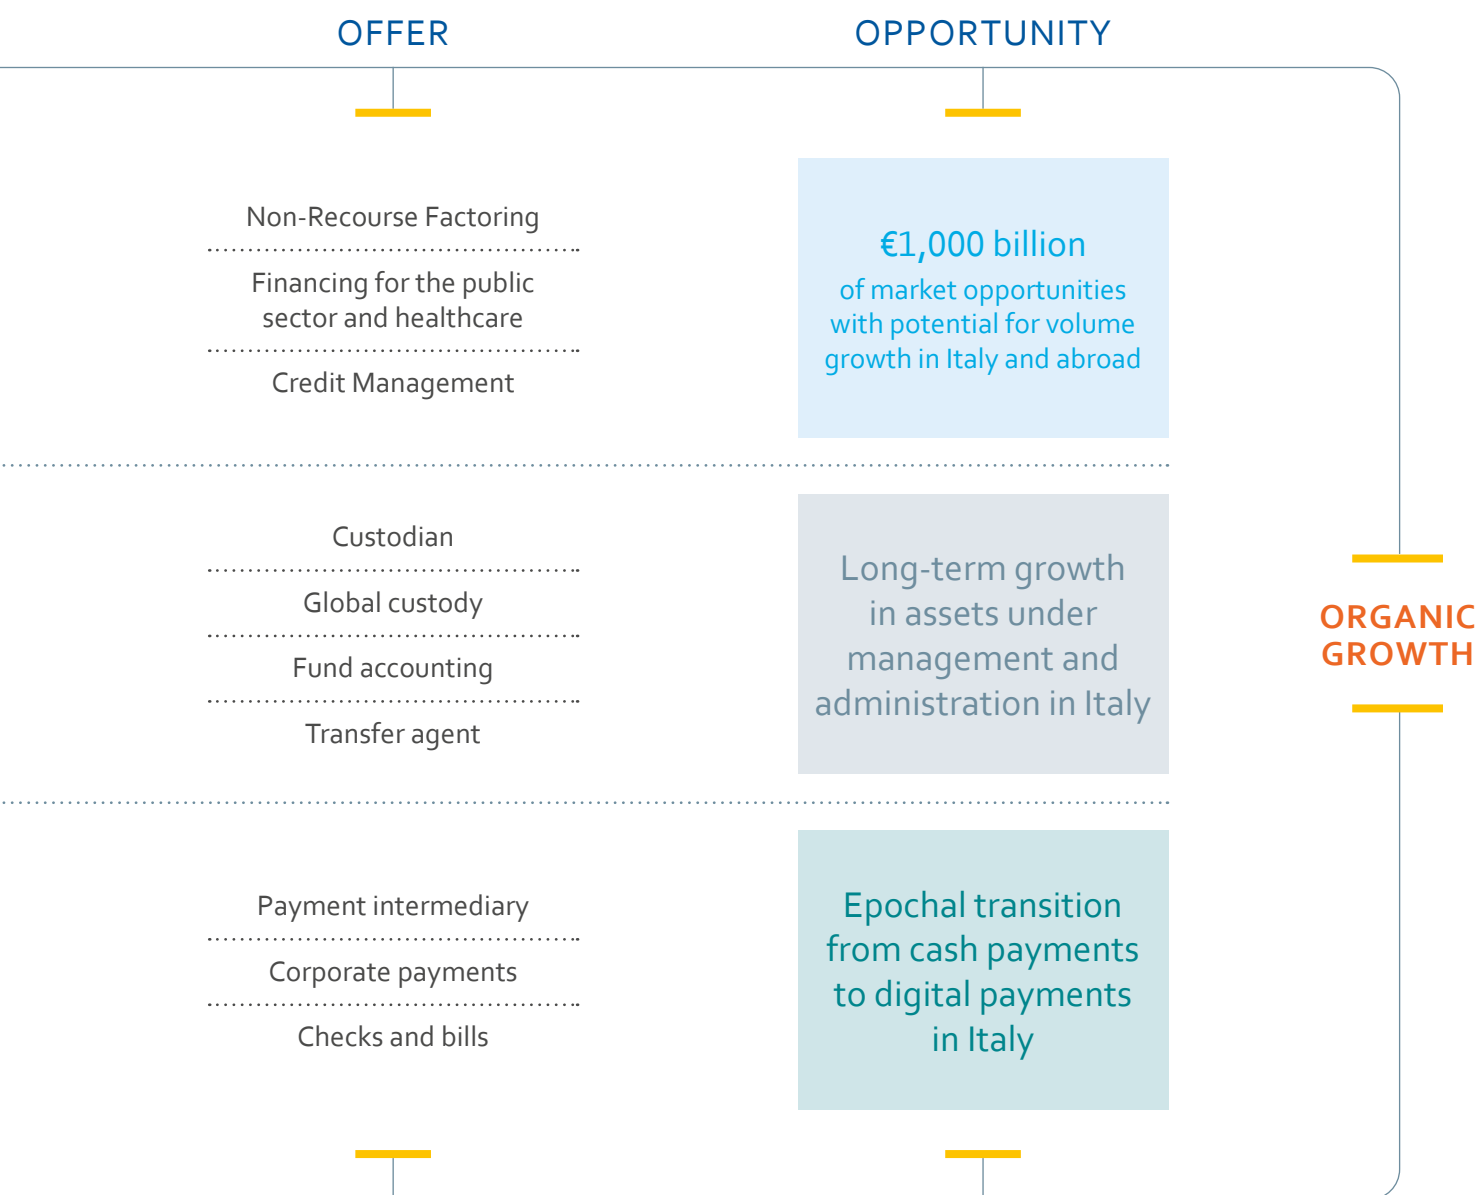 OFFER
OPPORTUNITY
Non-Recourse Factoring
Financing for the public
sector and healthcare
Credit Management
€1,000 billion
of market opportunities
with potential for volume
growth in Italy and abroad
Custodian
Global custody
Fund accounting
Transfer agent
Long-term growth
in assets under
management and
administration in Italy
Payment intermediary
Corporate payments
Checks and bills
Epochal transition
from cash payments
to digital payments
in Italy
ORGANIC
GROWTH